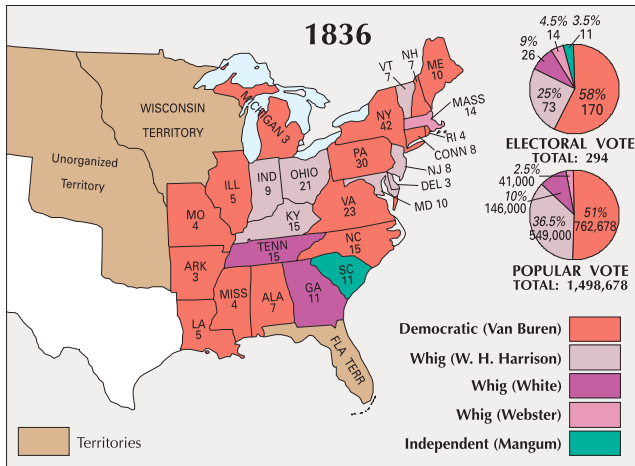 1836
WISCONSIN
TERRITORY
Unorganized
Territory
MICHIGAN 3
VT
7
NH
7
ME
10
MASS
14
NY
42
RI 4
CONN 8
PA
30
NJ 8
DEL 3
MD 10
ILL
5
IND
9
OHIO
21
MO
4
KY
15
VA
23
TENN
15
NC
15
ARK
3
SC
11
MISS
4
ALA
7
GA
11
LA
5
FLA TERR
4.5%
14
3.5%
11
9%
26
25%
73
58%
170
ELECTORAL VOTE
TOTAL: 294
2.5%
41,000
10%
146,000
36.5%
549,000
51%
762,678
POPULAR VOTE
TOTAL: 1,498,678
Democratic (Van Buren)
Whig (W. H. Harrison)
Whig (White)
Whig (Webster)
Independent (Mangum)
Territories